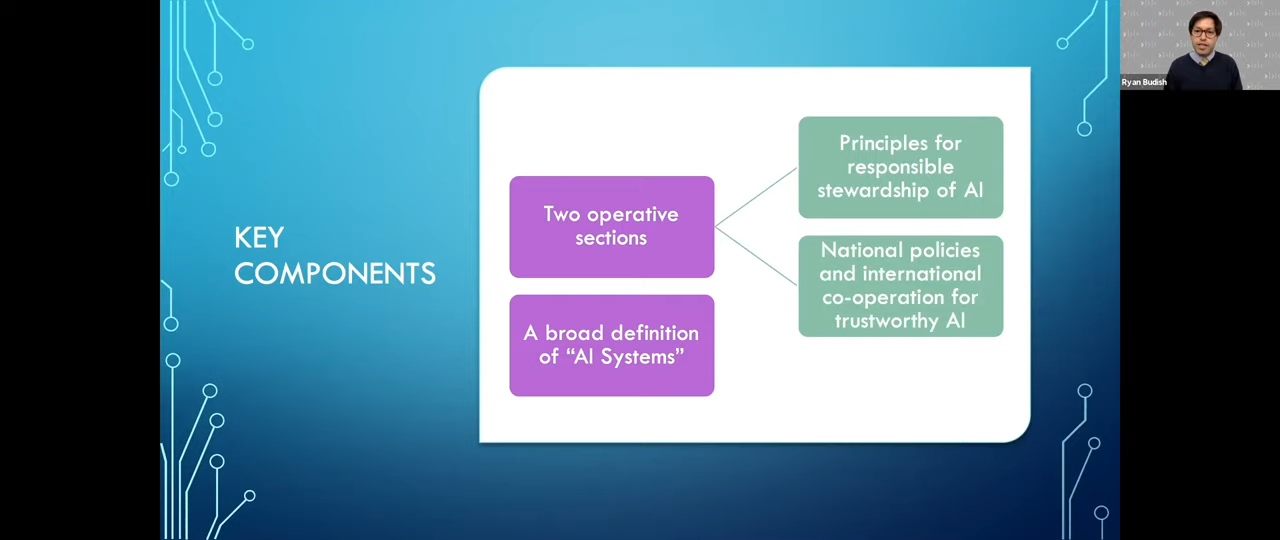 KEY
COMPONENTS
Two operative
sections
A broad definition
of “AI Systems”
Principles for
responsible
stewardship of AI
National policies
and international
co-operation for
trustworthy AI
Ryan Budish